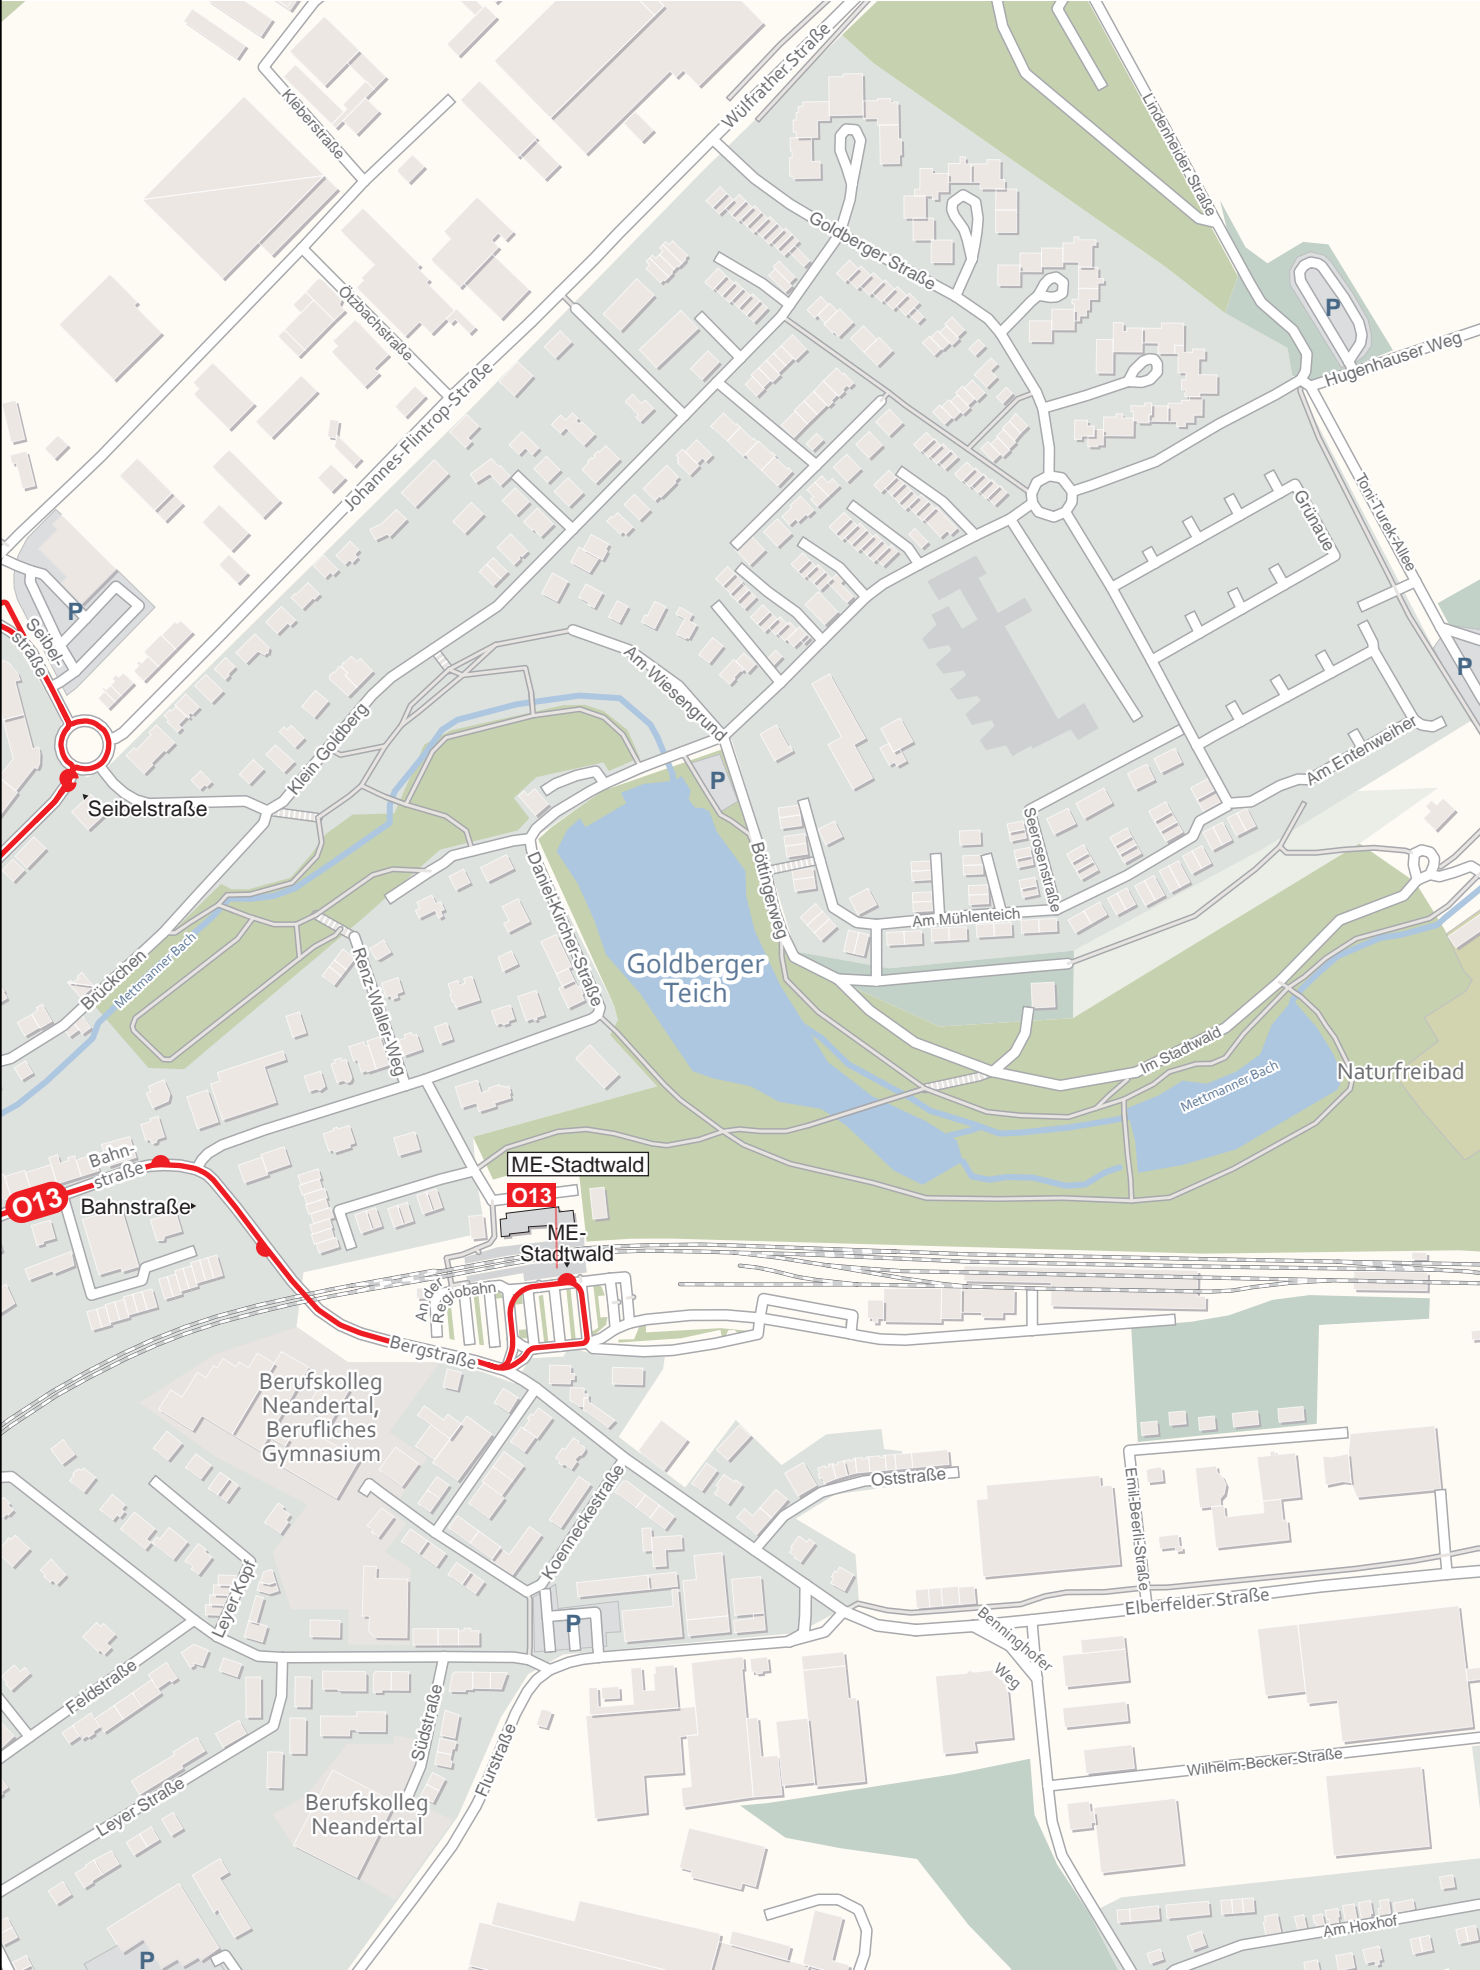 Wülfrather Straße
Kleberstraße
Lindenheider Straße
Goldberger Straße
P
Ötzbachstraße
Hugenhauser Weg
Johannes-Flintrop-Straße
Toni-Turek-Allee
Grünaue
P
Seibel-
straße
Am Wiesengrund
P
Klein Goldberg
Am Entenweiher
P
Seibelstraße
Seerosenstraße
Böttingerweg
Daniel-Kircher-Straße
Am Mühlenteich
Goldberger
Teich
Brückchen
Mettmanner Bach
Renz-Waller-Weg
Im Stadtwald
Naturfreibad
Mettmanner Bach
Bahn-
straße
ME-Stadtwald
O13
O13
Bahnstraße
ME-
Stadtwald
An der
Regiobahn
Bergstraße
Berufskolleg
Neandertal,
Berufliches
Gymnasium
Oststraße
Koenneckestraße
Emil-Beerli-Straße
Leyer Kopf
Elberfelder Straße
P
Benninghofer
Weg
Feldstraße
Südstraße
Flurstraße
Wilhelm-Becker-Straße
Leyer Straße
Berufskolleg
Neandertal
Am Hoxhof
P